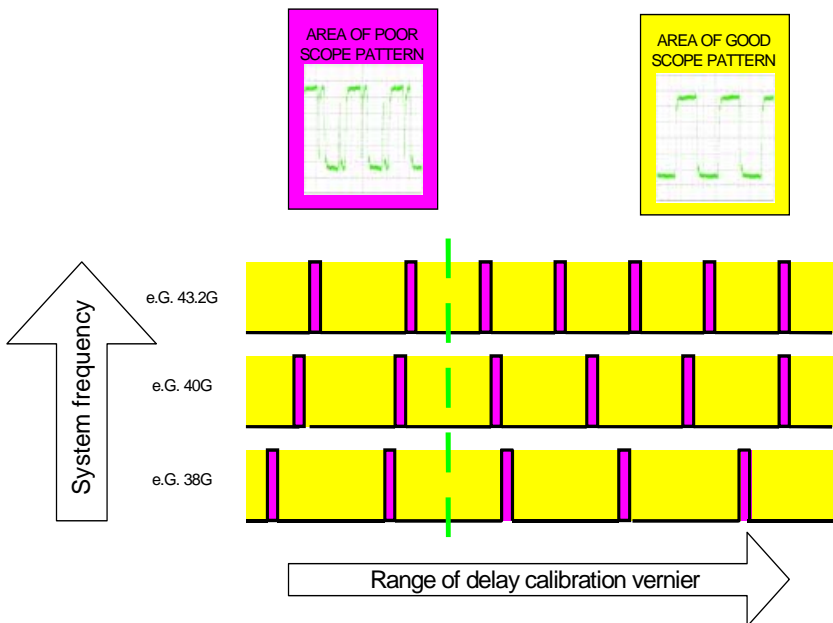 AREA OF POOR
SCOPE PATTERN
AREA OF GOOD
SCOPE PATTERN
System frequency
e.G. 43.2G
e.G. 40G
e.G. 38G
Range of delay calibration vernier